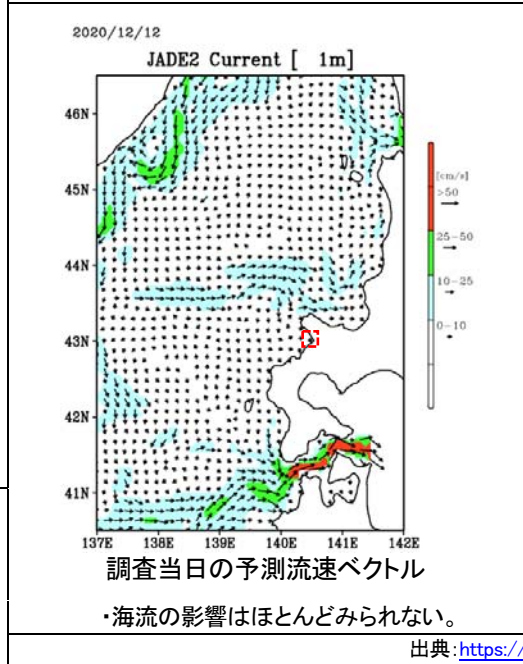 2020/12/12
JADE2 Current [ 1m]
46N
45N
44N
43N
42N
41N
137E 138E 139E 140E 141E 142E
[cm/s]
>50
25-50
10-25
0-10
調査当日の予測流速ベクトル
・海流の影響はほとんどみられない。
出典:https://